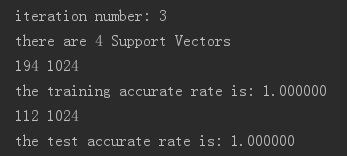 iteration number: 3
there are 4 Support Vectors
194 1024
the training accurate rate is: 1.000000
112 1024
the test accurate rate is: 1.000000